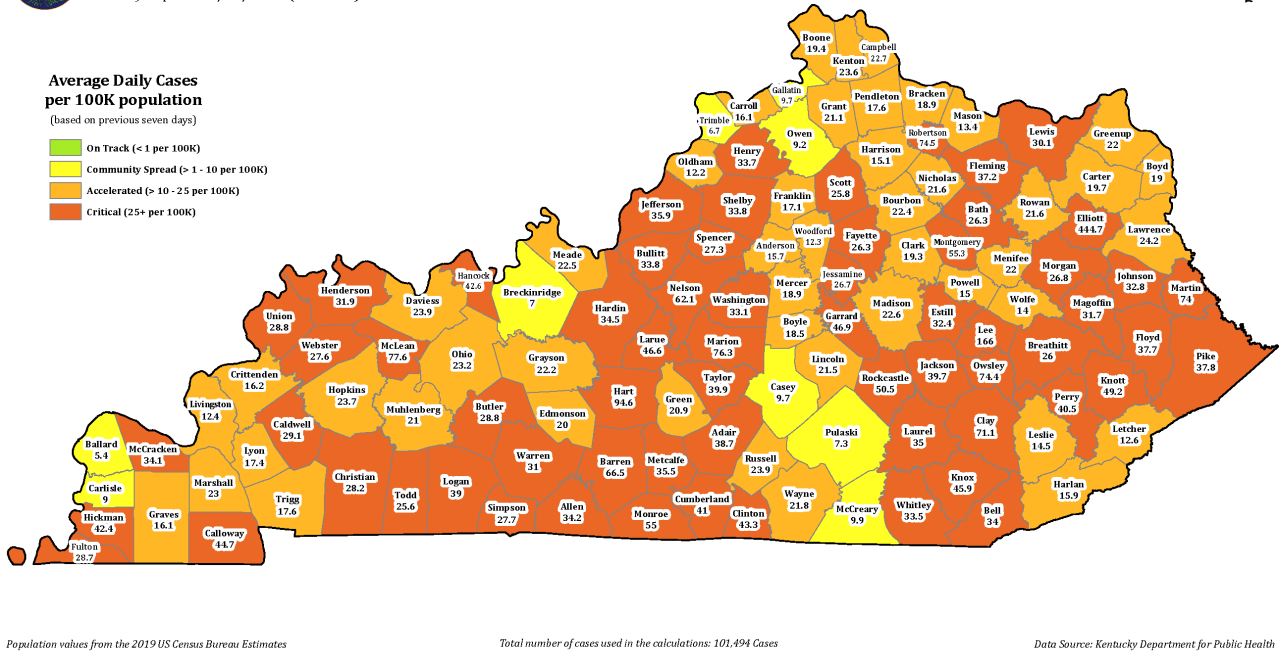 Average Daily Cases
per 100K population
(based on previous seven days)
On Track (< 1 per 100K)
Community Spread (> 1 - 10 per 100K)
Accelerated (> 10 - 25 per 100K)
Critical (25+ per 100K)
Boone
19.4
Kenton
23.6
Campbell
22.7
Gallatin
9.7
Carroll
16.1
Trimble
6.7
Grant
21.1
Pendleton
17.6
Bracken
18.9
Mason
13.4
Robertson
74.5
Lewis
30.1
Greenup
22
Owen
9.2
Henry
33.7
Oldham
12.2
Harrison
15.1
Fleming
37.2
Boyd
19
Carter
19.7
Nicholas
21.6
Scott
25.8
Franklin
17.1
Shelby
33.8
Jefferson
35.9
Bourbon
22.4
Bath
26.3
Rowan
21.6
Elliott
444.7
Lawrence
24.2
Spencer
27.3
Anderson
15.7
Woodford
12.3
Fayette
26.3
Clark
19.3
Montgomery
55.3
Menifee
22
Morgan
26.8
Johnson
32.8
Martin
74
Bullitt
33.8
Meade
22.5
Hancock
42.6
Breckinridge
7
Henderson
31.9
Daviess
23.9
Union
28.8
Nelson
62.1
Washington
33.1
Mercer
18.9
Jessamine
26.7
Garrard
46.9
Madison
22.6
Powell
15
Estill
32.4
Wolfe
14
Magoffin
31.7
Hardin
34.5
Boyle
18.5
Lee
166
Breathitt
26
Floyd
37.7
Pike
37.8
Webster
27.6
McLean
77.6
Ohio
23.2
Grayson
22.2
Larue
46.6
Marion
76.3
Lincoln
21.5
Rockcastle
50.5
Jackson
39.7
Owsley
74.4
Knott
49.2
Perry
40.5
Crittenden
16.2
Livingston
12.4
Hopkins
23.7
Muhlenberg
21
Butler
28.8
Edmonson
20
Hart
94.6
Green
20.9
Taylor
39.9
Casey
9.7
Pulaski
7.3
Laurel
35
Clay
71.1
Leslie
14.5
Letcher
12.6
Caldwell
29.1
Lyon
17.4
Ballard
5.4
McCracken
34.1
Carlisle
9
Marshall
23
Trigg
17.6
Christian
28.2
Todd
25.6
Logan
39
Warren
31
Barren
66.5
Metcalfe
35.5
Adair
38.7
Russell
23.9
Wayne
21.8
McCreary
9.9
Whitley
33.5
Knox
45.9
Bell
34
Harlan
15.9
Hickman
42.4
Fulton
28.7
Graves
16.1
Calloway
44.7
Simpson
27.7
Allen
34.2
Monroe
55
Cumberland
41
Clinton
43.3
Population values from the 2019 US Census Bureau Estimates
Total number of cases used in the calculations: 101,494 Cases
Data Source: Kentucky Department for Public Health